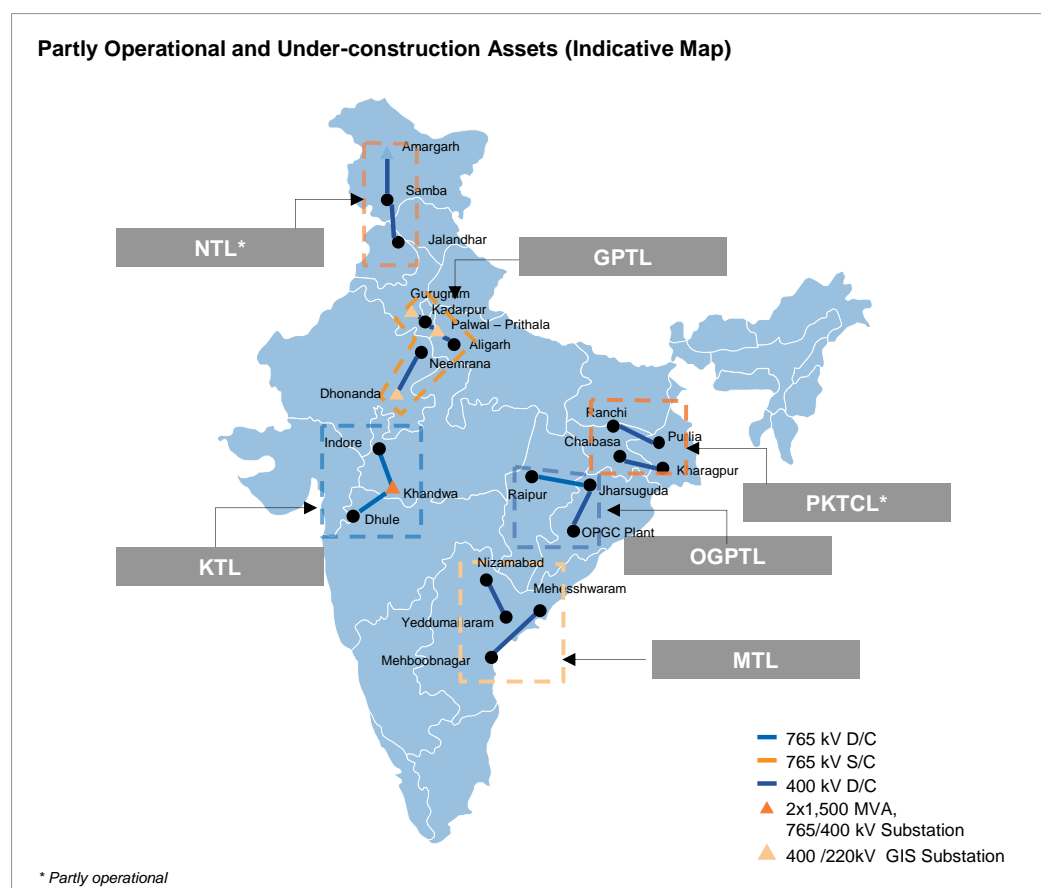 Partly Operational and Under-construction Assets (Indicative Map)
Amargarh
Samba
NTL*
Jalandhar
GPTL
Gurugram
Kadarpur
Palwal – Prithala
Aligarh
Neemrana
Dhonanda
Ranchi
Indore
Chaibasa
Purlia
Kharagpur
Khandwa
Raipur
Jharsuguda
PKTCL*
Dhule
OPGC Plant
OGPTL
KTL
Nizamabad
Mehesshwaram
Yeddumailaram
Mehboobnagar
MTL
765 kV D/C
765 kV S/C
400 kV D/C
2x1,500 MVA,
765/400 kV Substation
400 /220kV GIS Substation
* Partly operational